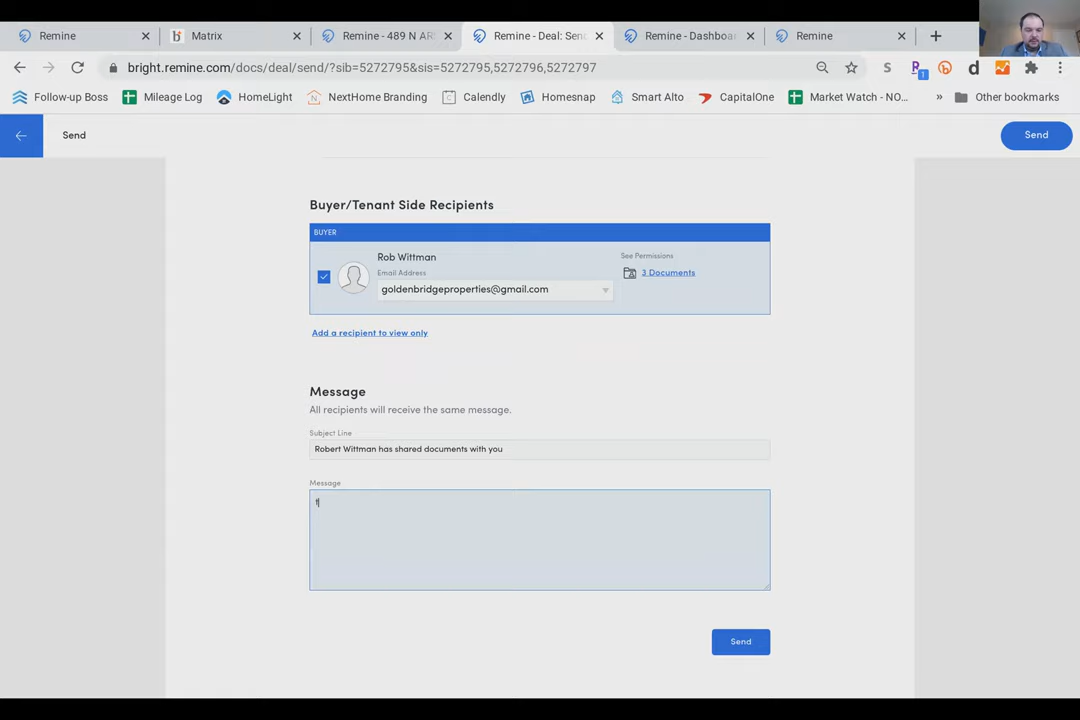 Remine
Matrix
Remine - 489 N AR
Remine - Deal: Sen
Remine - Dashboa
Remine
bright.remine.com/docs/deal/send/?sib=5272795&sis=5272795,5272796,5272797
Follow-up Boss
Mileage Log
HomeLight
NextHome Branding
Calendly
Homesnap
Smart Alto
CapitalOne
Market Watch - NO...
»
Other bookmarks
Send
Send
Buyer/Tenant Side Recipients
BUYER
Rob Wittman
Email Address
goldenbridgeproperties@gmail.com
See Permissions
3 Documents
Add a recipient to view only
Message
All recipients will receive the same message.
Subject Line
Robert Wittman has shared documents with you
Message
t
Send